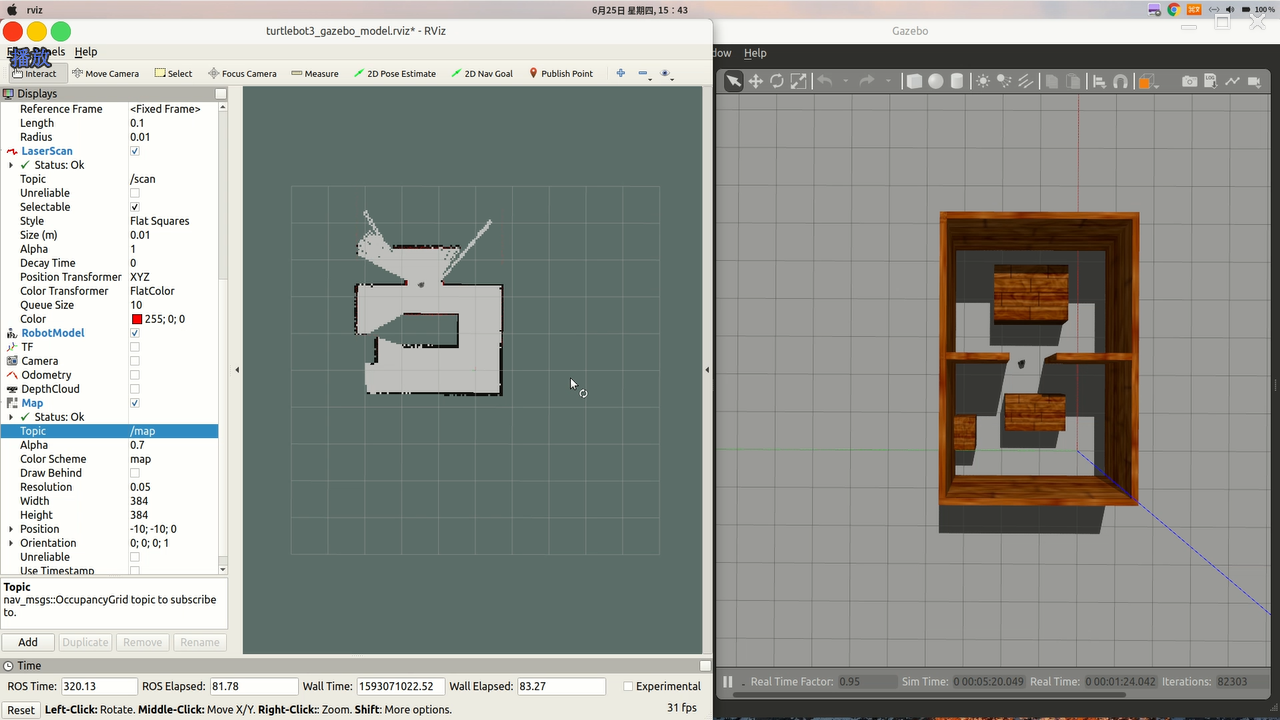 rviz
6月25日 星期四, 15：43
100%
turtlebot3_gazebo_model.rviz* - RViz
Gazebo
Help
播放
Help
Interact
Move Camera
Select
Focus Camera
Measure
2D Pose Estimate
2D Nav Goal
Publish Point
Displays
Reference Frame <Fixed Frame>
Length 0.1
Radius 0.01
LaserScan
Status: Ok
Topic /scan
Unreliable
Selectable
Style Flat Squares
Size (m) 0.01
Alpha 1
Decay Time 0
Position Transformer XYZ
Color Transformer FlatColor
Queue Size 10
Color 255; 0; 0
RobotModel
TF
Camera
Odometry
DepthCloud
Map
Status: Ok
Topic /map
Alpha 0.7
Color Scheme map
Draw Behind
Resolution 0.05
Width 384
Height 384
Position -10; -10; 0
Orientation 0; 0; 0; 1
Unreliable
Use Timestamp
Topic
nav_msgs::OccupancyGrid topic to subscribe
to.
Add Duplicate Remove Rename
Time
ROS Time: 320.13 ROS Elapsed: 81.78 Wall Time: 1593071022.52 Wall Elapsed: 83.27 Experimental
Reset Left-Click: Rotate. Middle-Click: Move X/Y. Right-Click:: Zoom. Shift: More options. 31 fps
Real Time Factor: 0.95 Sim Time: 0 00:05:20.049 Real Time: 0 00:01:24.042 Iterations: 82303